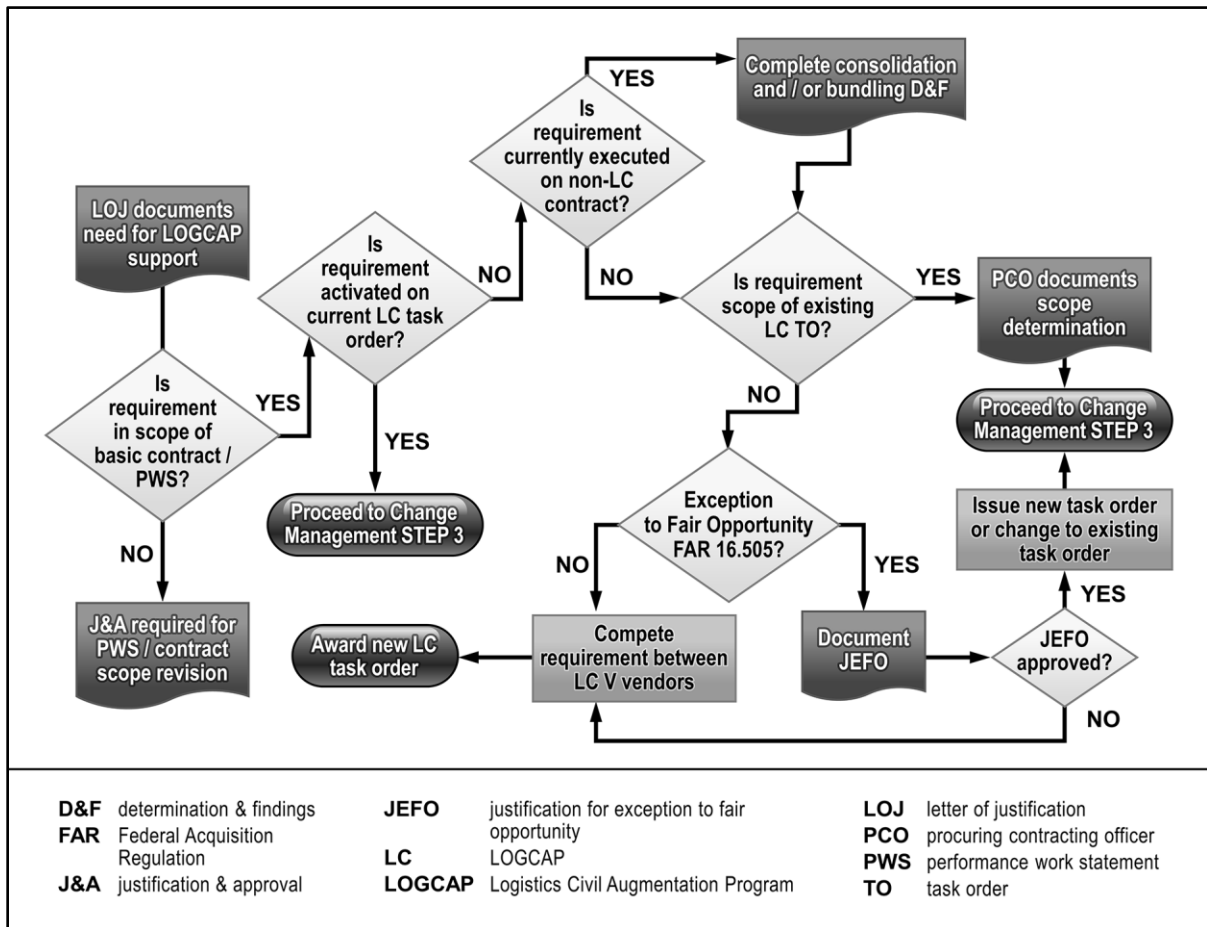 LOJ documents
need for LOGCAP
support
Is
requirement
in scope of
basic contract /
PWS?
YES
NO
J&A required for
PWS / contract
scope revision
Is
requirement
activated on
current LC task
order?
NO
YES
Proceed to Change
Management STEP 3
Is
requirement
currently executed
on non-LC
contract?
YES
NO
Complete consolidation
and / or bundling D&F
Is requirement
scope of existing
LC TO?
YES
NO
PCO documents
scope
determination
Proceed to Change
Management STEP 3
Exception
to Fair Opportunity
FAR 16.505?
NO
YES
Compete
requirement between
LC V vendors
Award new LC
task order
Document
JEFO
JEFO
approved?
YES
NO
Issue new task order
or change to existing
task order
D&F determination & findings
FAR Federal Acquisition
Regulation
J&A justification & approval
JEFO justification for exception to fair
opportunity
LC LOGCAP
LOGCAP Logistics Civil Augmentation Program
LOJ letter of justification
PCO procuring contracting officer
PWS performance work statement
TO task order